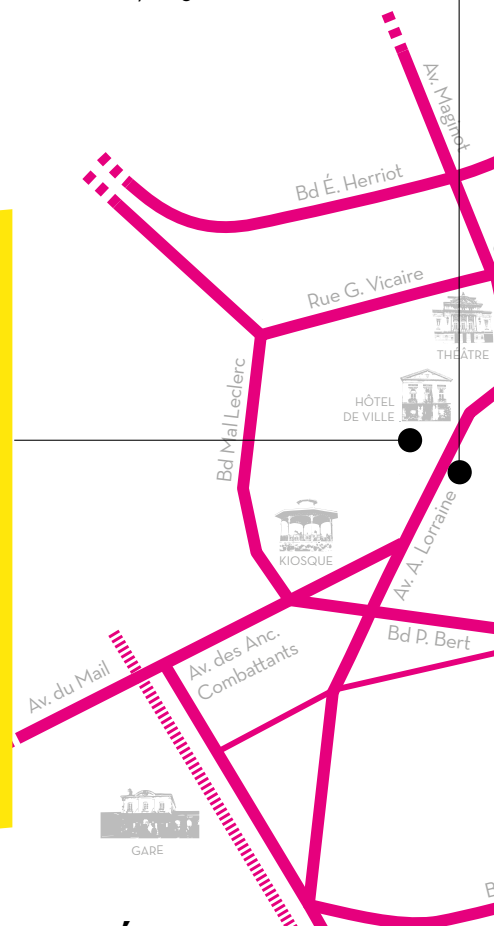 Av. Maginot
Bd É. Herriot
Rue G. Vicaire
THÉÂTRE
HÔTEL
DE VILLE
Bd Mal Leclerc
Av. A. Lorraine
KIOSQUE
Bd P. Bert
Av. des Anc.
Combattants
Av. du Mail
GARE